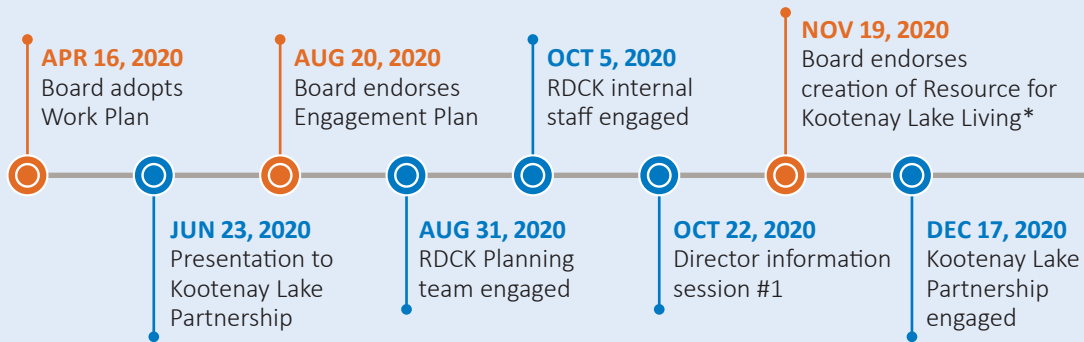 APR 16, 2020
Board adopts
Work Plan
JUN 23, 2020
Presentation to
Kootenay Lake
Partnership
AUG 20, 2020
Board endorses
Engagement Plan
AUG 31, 2020
RDCK Planning
team engaged
OCT 5, 2020
RDCK internal
staff engaged
OCT 22, 2020
Director information
session #1
NOV 19, 2020
Board endorses
creation of Resource for
Kootenay Lake Living*
DEC 17, 2020
Kootenay Lake
Partnership
engaged